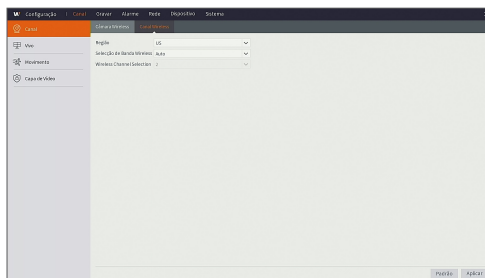 W Configuração | Canal Gravar Alarme Rede Dispositivo Sistema
Canal
Câmara Wireless Canal Wireless
Região US
Vivo
Selecção de Banda Wireless Auto
Movimento
Wireless Channel Selection
Capa de Vídeo
Padrão Aplicar